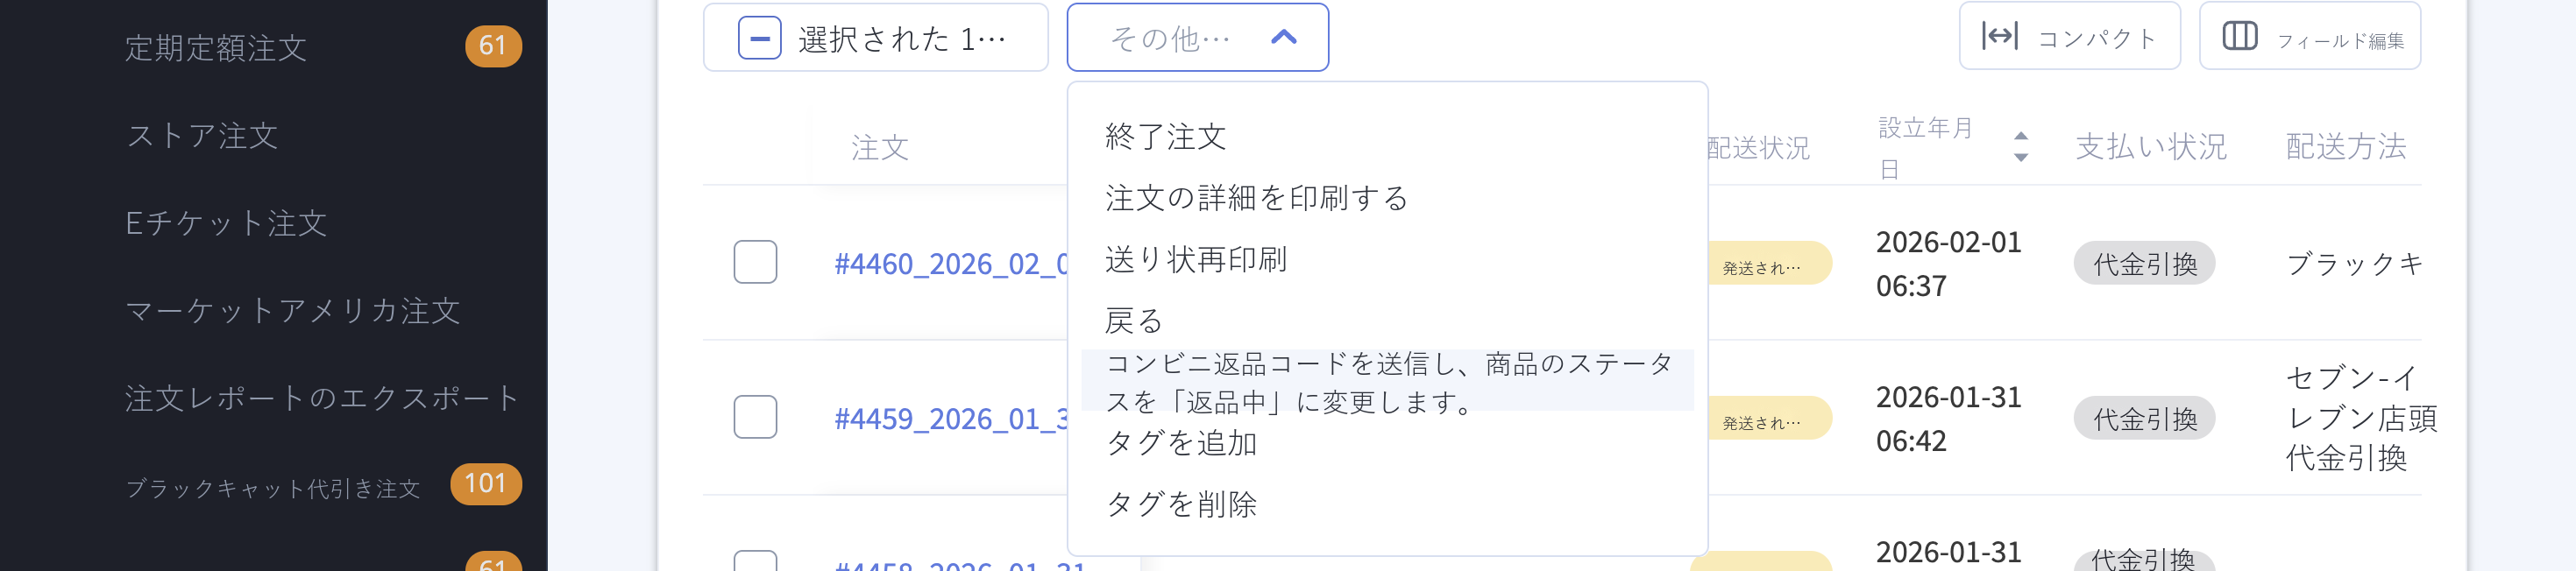 定期定額注文 61
ストア注文
Eチケット注文
マーケットアメリカ注文
注文レポートのエクスポート
ブラックキャット代引き注文 101
61
選択された 1…
その他…
コンパクト
フィールド編集
終了注文
注文の詳細を印刷する
送り状再印刷
戻る
コンビニ返品コードを送信し、商品のステータ
スを「返品中」に変更します。
タグを追加
タグを削除
注文
配送状況
設立年月
日
支払い状況
配送方法
#4460_2026_02_0
発送され…
2026-02-01
06:37
代金引換
ブラックキ
#4459_2026_01_3
発送され…
2026-01-31
06:42
代金引換
セブン-イ
レブン店頭
代金引換
#4458_2026_01_31
2026-01-31
代金引換